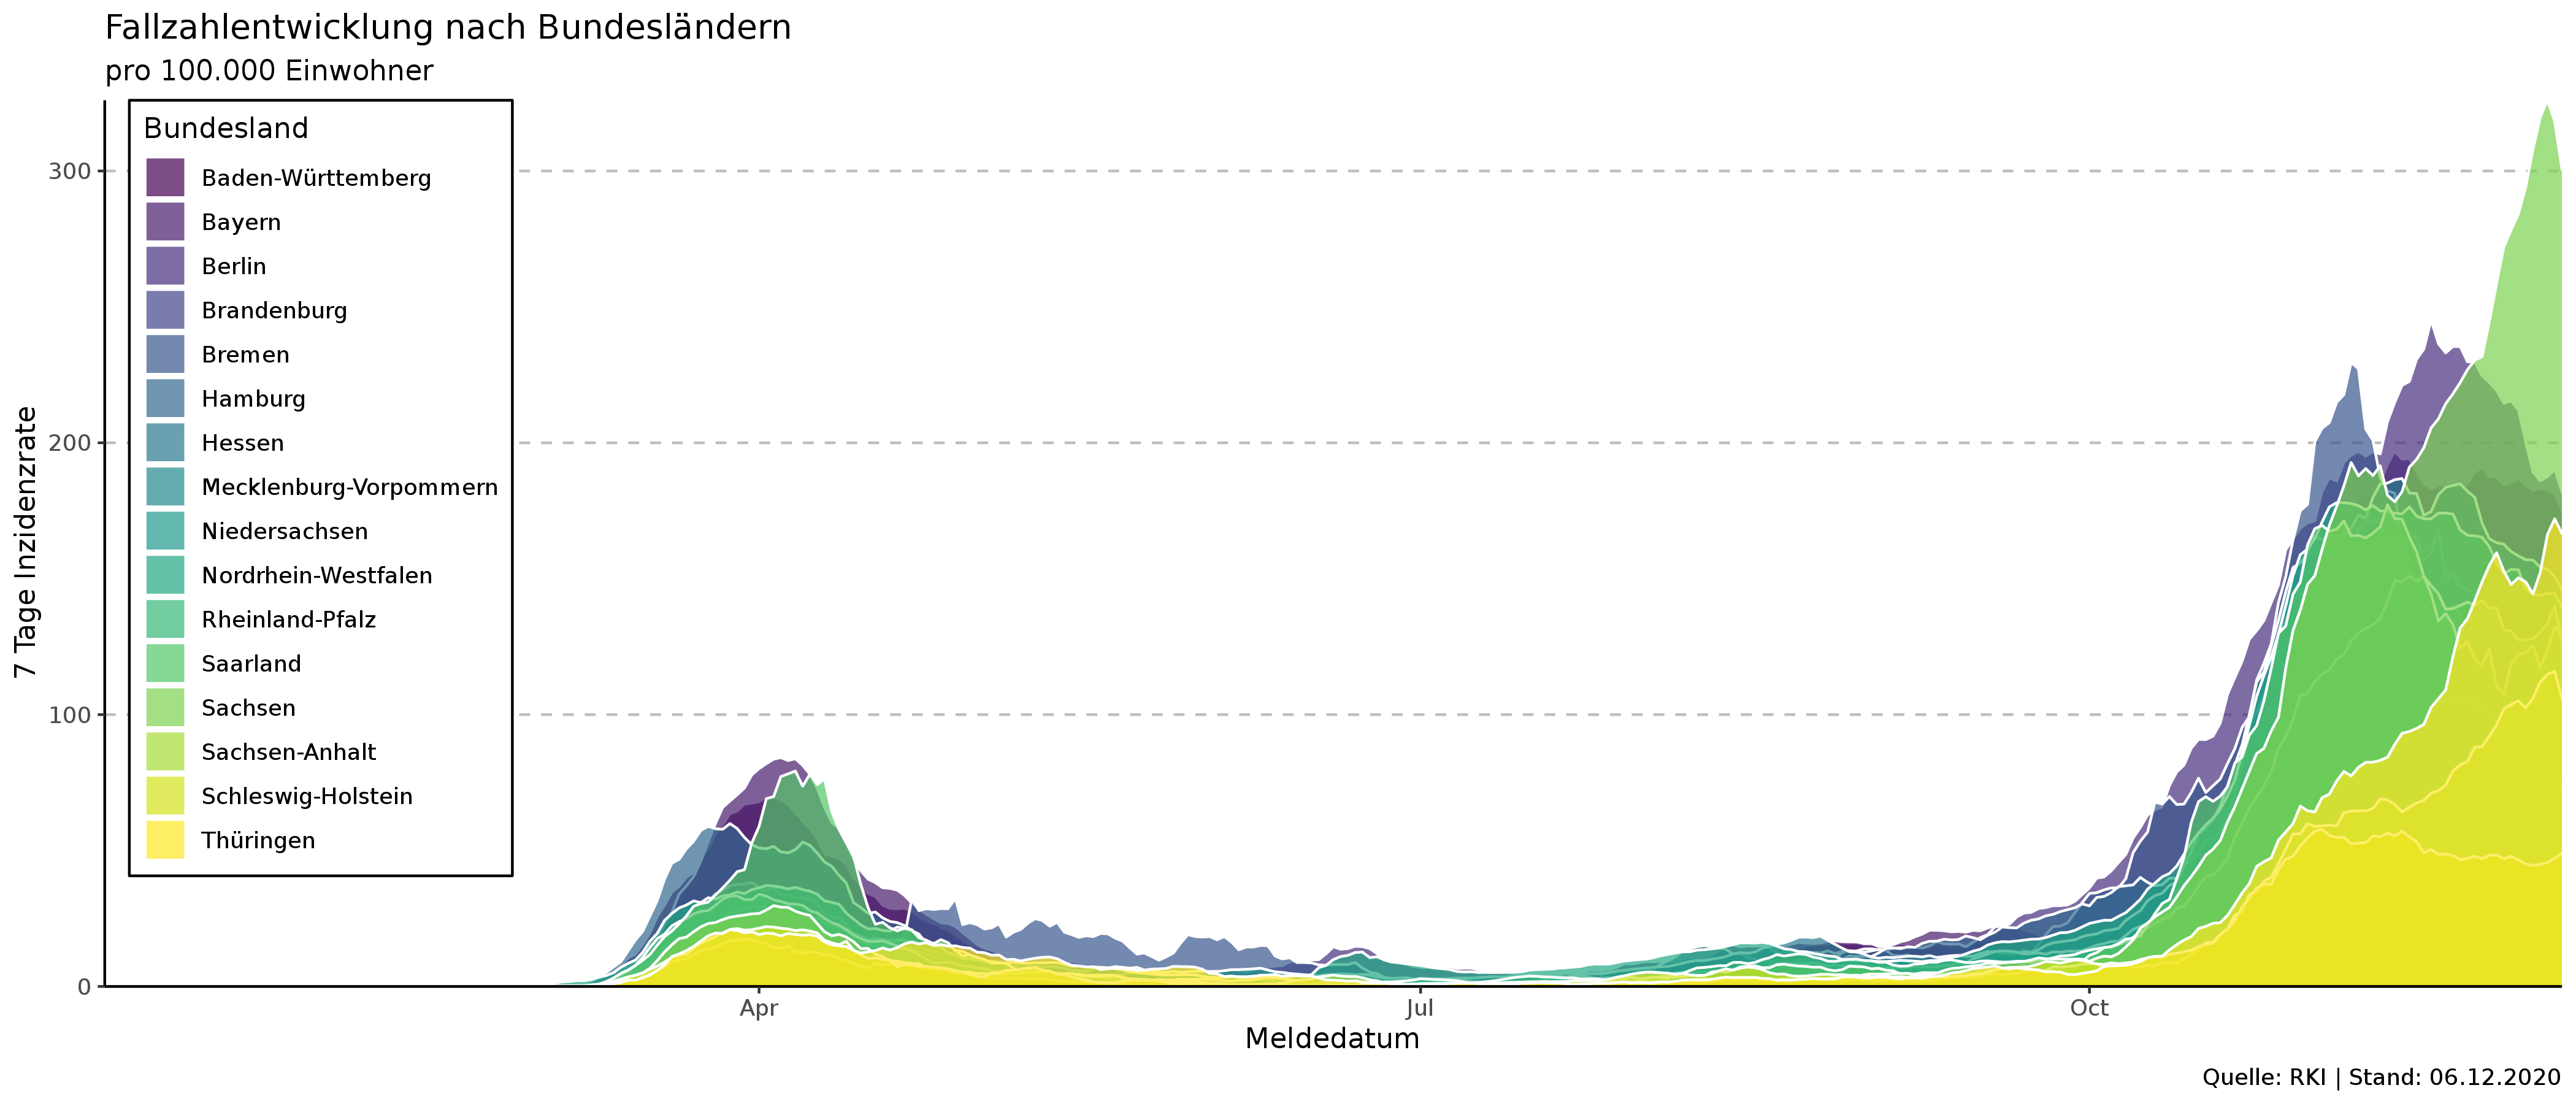 Fallzahlentwicklung nach Bundesländern
pro 100.000 Einwohner
Bundesland
Baden-Württemberg
Bayern
Berlin
Brandenburg
Bremen
Hamburg
Hessen
Mecklenburg-Vorpommern
Niedersachsen
Nordrhein-Westfalen
Rheinland-Pfalz
Saarland
Sachsen
Sachsen-Anhalt
Schleswig-Holstein
Thüringen
7 Tage Inzidenzrate
300
200
100
0
Apr
Jul
Oct
Meldedatum
Quelle: RKI | Stand: 06.12.2020